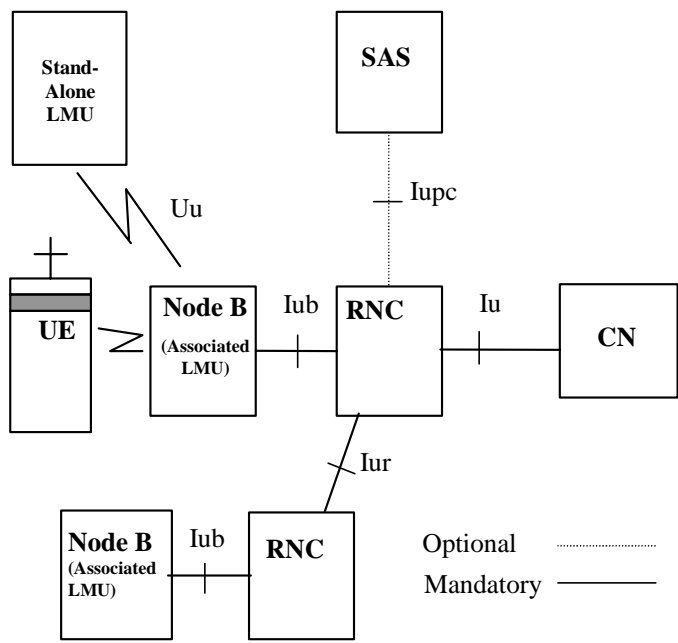 Stand-
Alone
LMU
SAS
Uu
Iupc
UE
Node B
(Associated
LMU)
Iub
RNC
Iu
CN
Iur
Node B
(Associated
LMU)
Iub
RNC
Optional
Mandatory